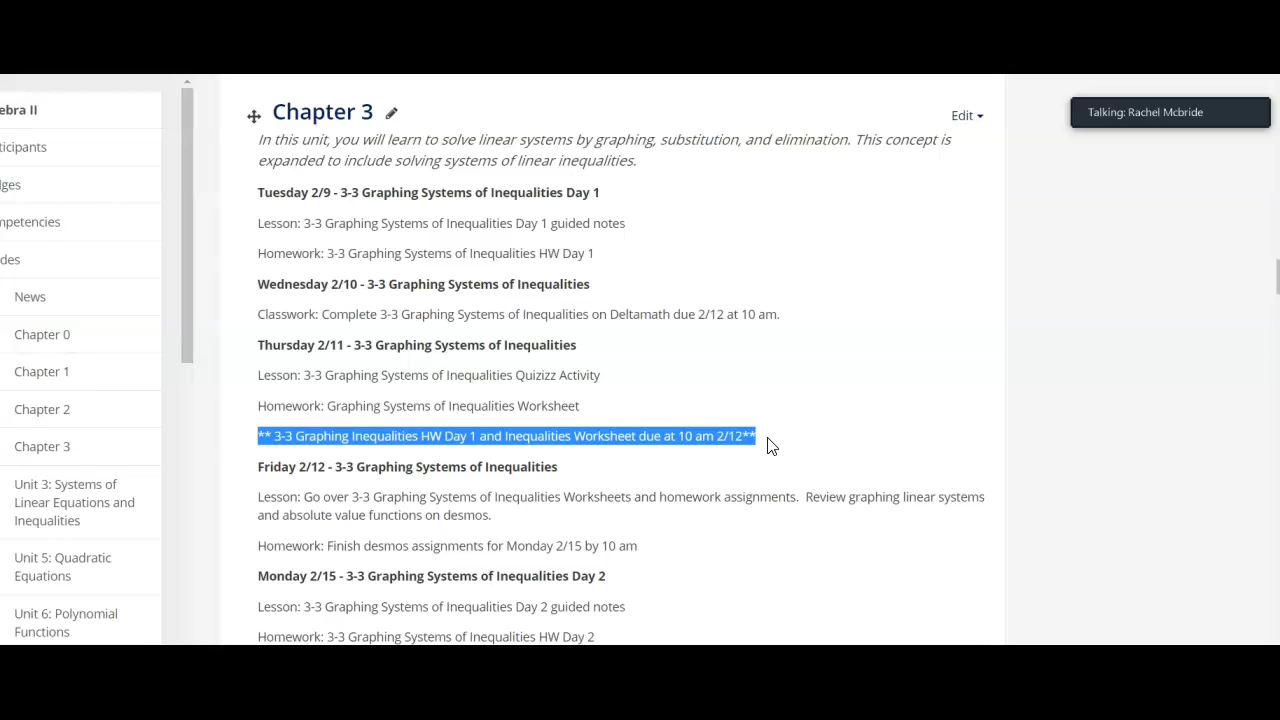 ebra II
ticipants
lges
mpetencies
des
News
Chapter 0
Chapter 1
Chapter 2
Chapter 3
Unit 3: Systems of
Linear Equations and
Inequalities
Unit 5: Quadratic
Equations
Unit 6: Polynomial
Functions
Chapter 3
Edit
In this unit, you will learn to solve linear systems by graphing, substitution, and elimination. This concept is
expanded to include solving systems of linear inequalities.
Tuesday 2/9 - 3-3 Graphing Systems of Inequalities Day 1
Lesson: 3-3 Graphing Systems of Inequalities Day 1 guided notes
Homework: 3-3 Graphing Systems of Inequalities HW Day 1
Wednesday 2/10 - 3-3 Graphing Systems of Inequalities
Classwork: Complete 3-3 Graphing Systems of Inequalities on Deltamath due 2/12 at 10 am.
Thursday 2/11 - 3-3 Graphing Systems of Inequalities
Lesson: 3-3 Graphing Systems of Inequalities Quizizz Activity
Homework: Graphing Systems of Inequalities Worksheet
** 3-3 Graphing Inequalities HW Day 1 and Inequalities Worksheet due at 10 am 2/12**
Friday 2/12 - 3-3 Graphing Systems of Inequalities
Lesson: Go over 3-3 Graphing Systems of Inequalities Worksheets and homework assignments.  Review graphing linear systems
and absolute value functions on desmos.
Homework: Finish desmos assignments for Monday 2/15 by 10 am
Monday 2/15 - 3-3 Graphing Systems of Inequalities Day 2
Lesson: 3-3 Graphing Systems of Inequalities Day 2 guided notes
Homework: 3-3 Graphing Systems of Inequalities HW Day 2
Talking: Rachel Mcbride